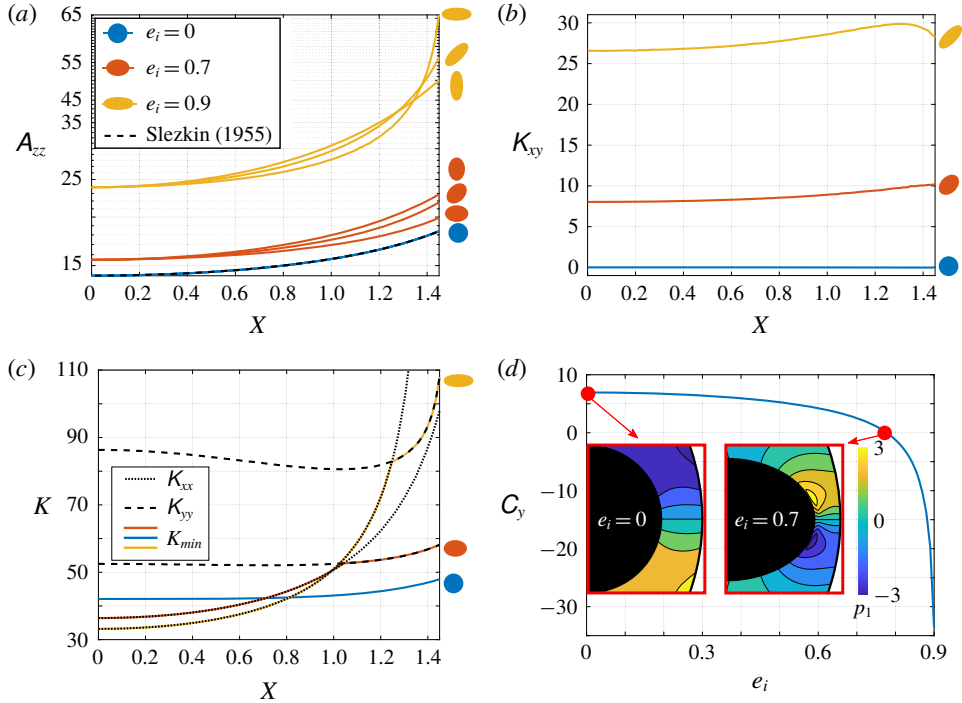 (a)
65
55
45
35
25
15
A_zz
e_i = 0
e_i = 0.7
e_i = 0.9
Slezkin (1955)
0 0.2 0.4 0.6 0.8 1.0 1.2 1.4
X
(b)
30
25
20
15
10
5
0
K_xy
0 0.2 0.4 0.6 0.8 1.0 1.2 1.4
X
(c)
110
90
70
50
30
K
K_xx
K_yy
K_min
0 0.2 0.4 0.6 0.8 1.0 1.2 1.4
X
(d)
10
0
−10
−20
−30
C_y
e_i = 0
e_i = 0.7
3
0
−3
p_1
0 0.3 0.6 0.9
e_i